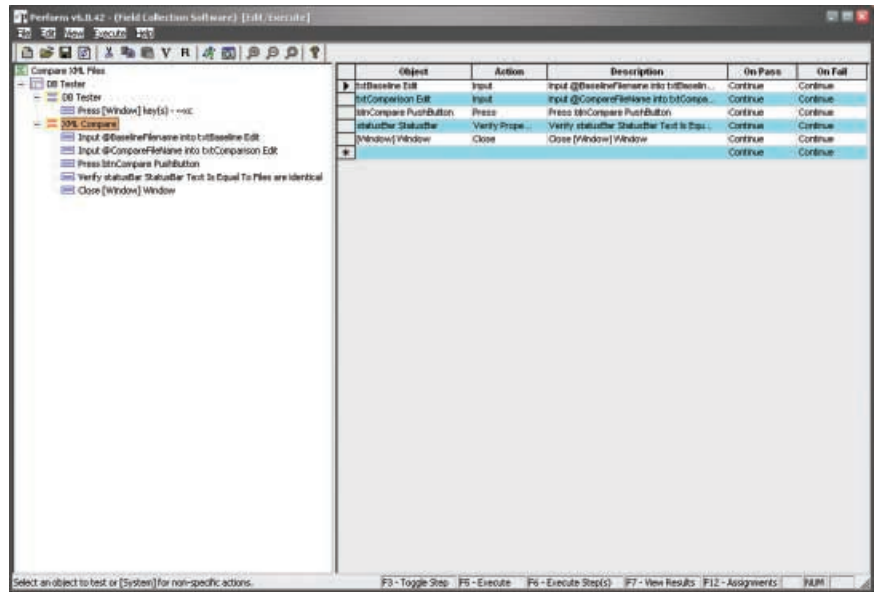 Perform v6.0.42 - (Field Collection Software) [Edit/Execute]
File Edit View Execute Help
V R
Compare XML Files
DB Tester
DB Tester
Press [Window] key(s) -
XML Compare
Input @BaselineFilename into txtBaseline Edit
Input @CompareFileName into txtComparison Edit
Press btnCompare PushButton
Verify statusBar StatusBar Text Is Equal To Files are identical
Close [Window] Window
Object Action Description On Pass On Fail
txtBaseline Edit Input Input @BaselineFilename into txtBaselin... Continue Continue
txtComparison Edit Input Input @CompareFileName into txtCompa... Continue Continue
btnCompare PushButton Press Press btnCompare PushButton Continue Continue
statusBar StatusBar Verify Prope... Verify statusBar StatusBar Text Is Equ... Continue Continue
[Window] Window Close Close [Window] Window Continue Continue
Continue Continue
Select an object to test or [System] for non-specific actions. F3 - Toggle Step F5 - Execute F6 - Execute Step(s) F7 - View Results F12 - Assignments NUM